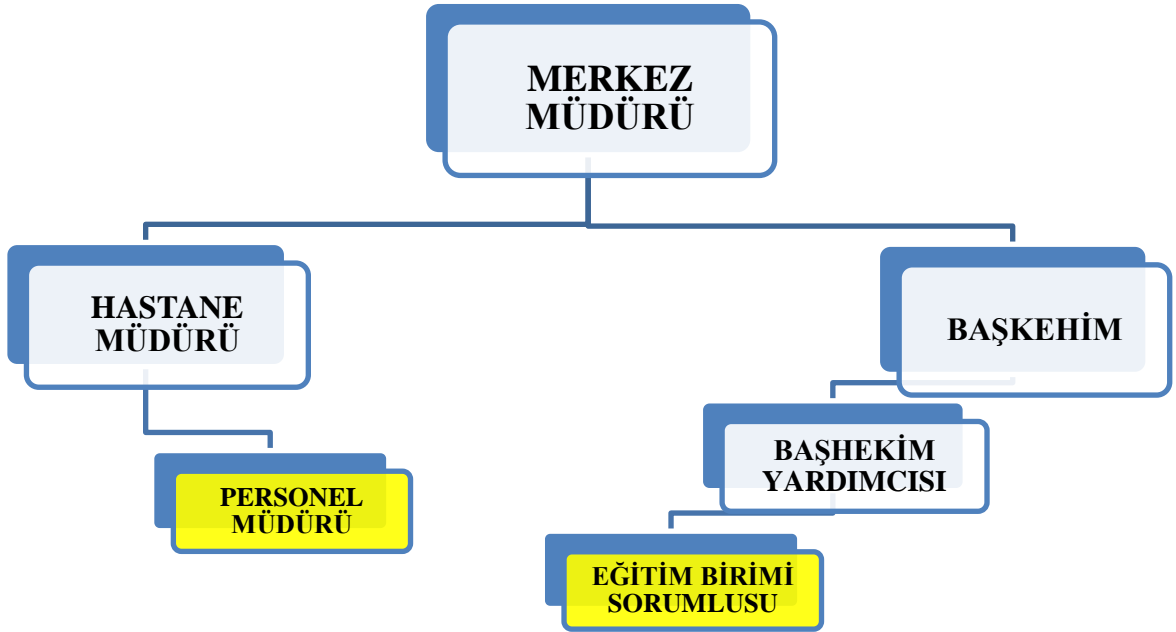 MERKEZ
MÜDÜRÜ
HASTANE
MÜDÜRÜ
BAŞKEHİM
BAŞHEKİM
YARDIMCISI
PERSONEL
MÜDÜRÜ
EĞİTİM BİRİMİ
SORUMLUSU